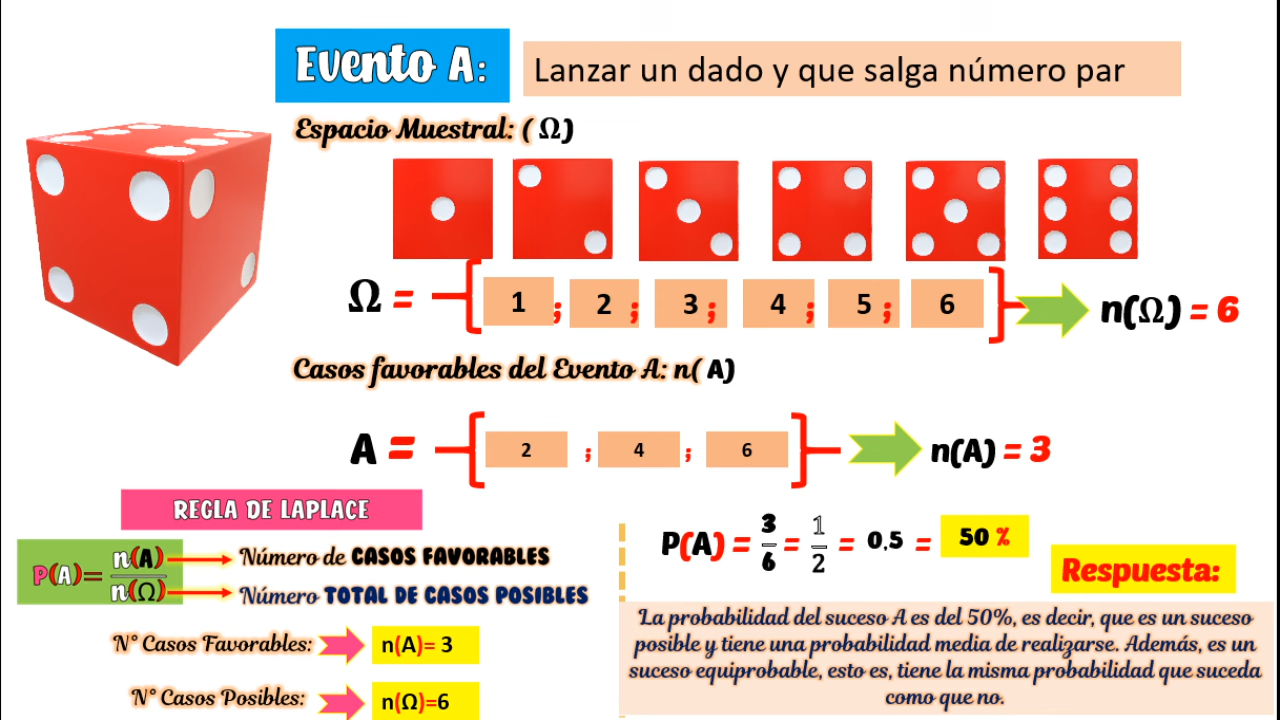 Evento A:
Lanzar un dado y que salga número par
Espacio Muestral: ( Ω)
Ω = { 1 ; 2 ; 3 ; 4 ; 5 ; 6 } n(Ω) = 6
Casos favorables del Evento A: n( A)
A = { 2 ; 4 ; 6 } n(A) = 3
REGLA DE LAPLACE
P(A)= n(A) / n(Ω)
Número de CASOS FAVORABLES
Número TOTAL DE CASOS POSIBLES
N° Casos Favorables: n(A)= 3
N° Casos Posibles: n(Ω)=6
P(A) = 3/6 = 1/2 = 0,5 = 50 %
Respuesta:
La probabilidad del suceso A es del 50%, es decir, que es un suceso
posible y tiene una probabilidad media de realizarse. Además, es un
suceso equiprobable, esto es, tiene la misma probabilidad que suceda
como que no.